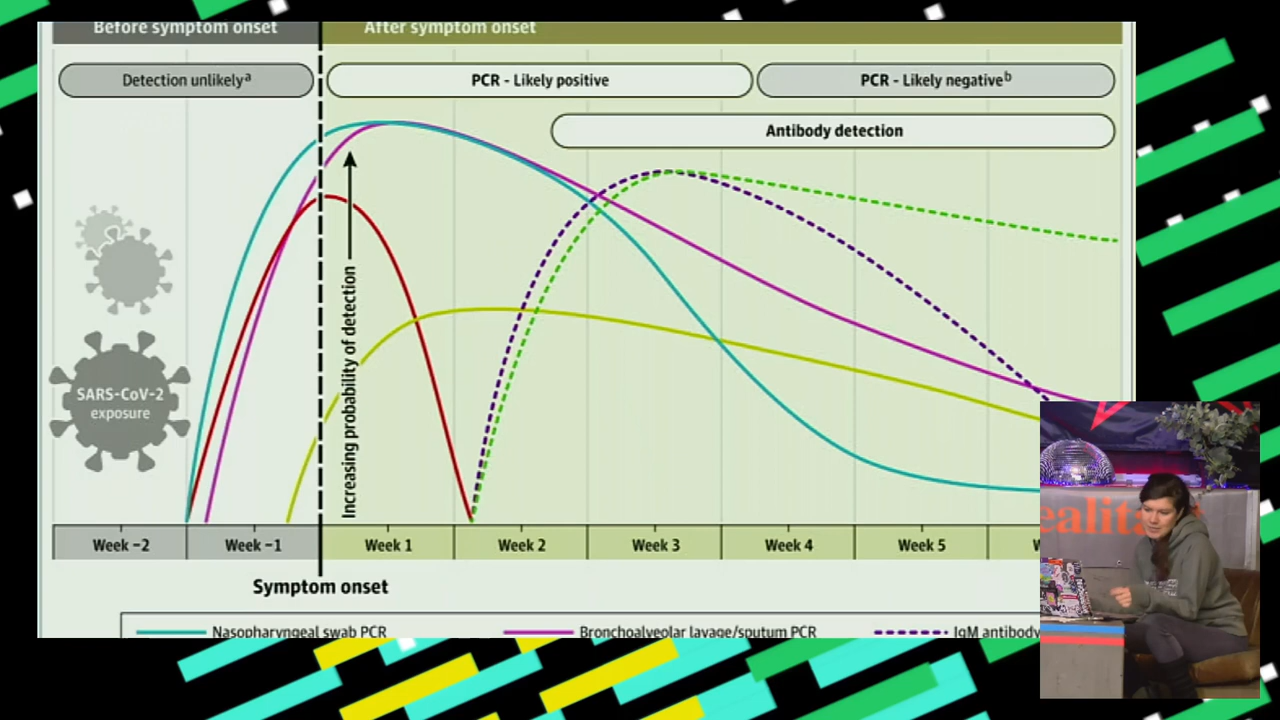 Before symptom onset
After symptom onset
Detection unlikelyᵃ
PCR - Likely positive
PCR - Likely negativeᵇ
Antibody detection
Increasing probability of detection
SARS-CoV-2
exposure
Week −2
Week −1
Week 1
Week 2
Week 3
Week 4
Week 5
Symptom onset
Nasopharyngeal swab PCR
Bronchoalveolar lavage/sputum PCR
IgM antibody
ealit